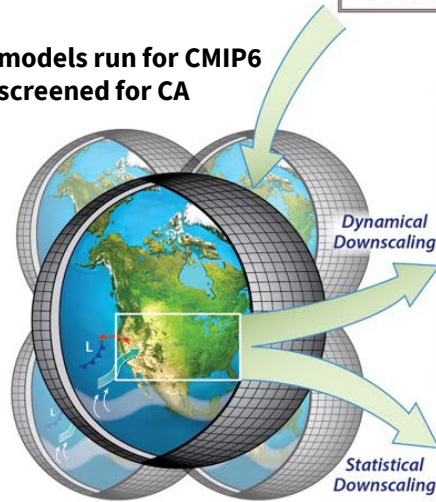 models run for CMIP6
screened for CA
Dynamical
Downscaling
L
L
Statistical
Downscaling